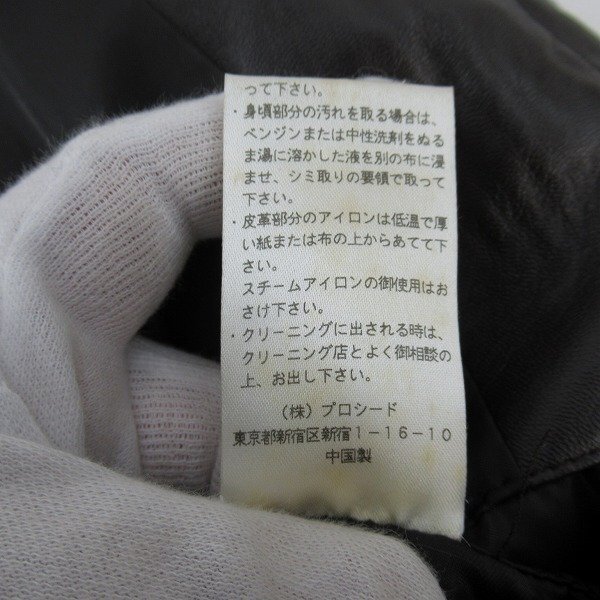 って下さい。
・身頃部分の汚れを取る場合は、
ベンジンまたは中性洗剤をぬる
ま湯に溶かした液を別の布に浸
ませ、シミ取りの要領で取って
下さい。
・皮革部分のアイロンは低温で厚
い紙または布の上からあてて下
さい。
スチームアイロンの御使用はお
さけ下さい。
・クリーニングに出される時は、
クリーニング店とよく御相談の
上、お出し下さい。
(株) プロシード
東京都新宿区新宿1-16-10
中国製